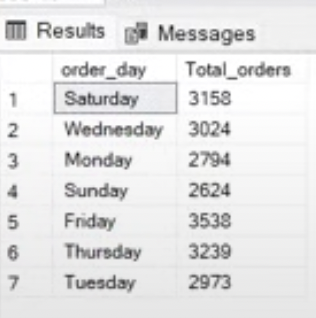 Results Messages
order_day Total_orders
1 Saturday 3158
2 Wednesday 3024
3 Monday 2794
4 Sunday 2624
5 Friday 3538
6 Thursday 3239
7 Tuesday 2973